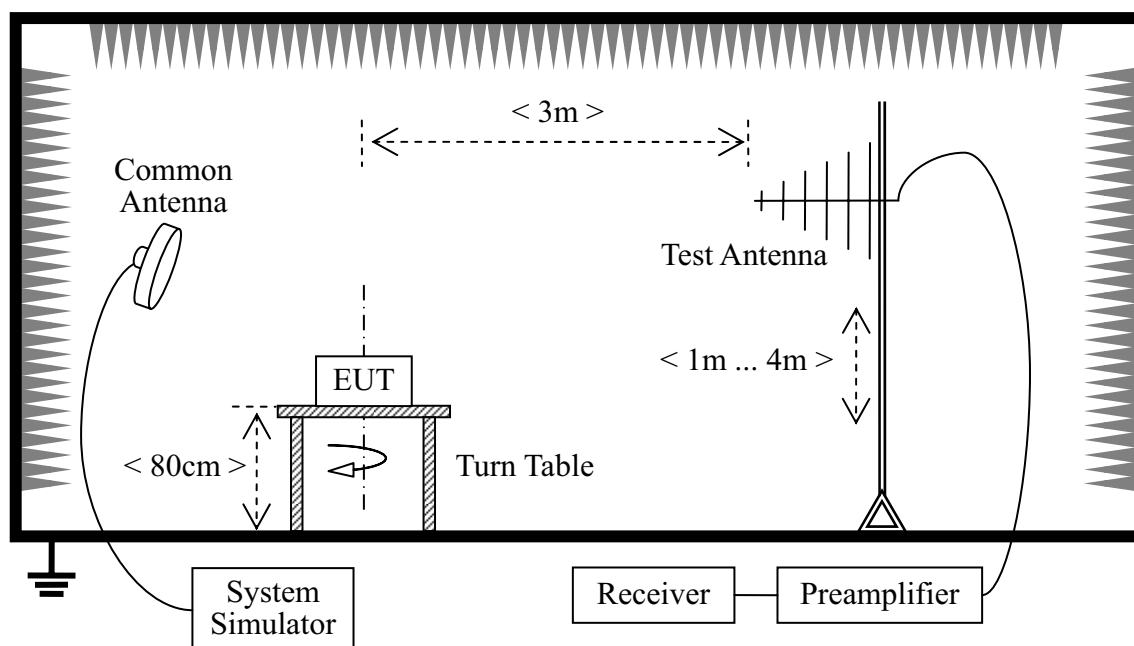 < 3m >
Common
Antenna
Test Antenna
< 1m ... 4m >
EUT
< 80cm >
Turn Table
System
Simulator
Receiver
Preamplifier